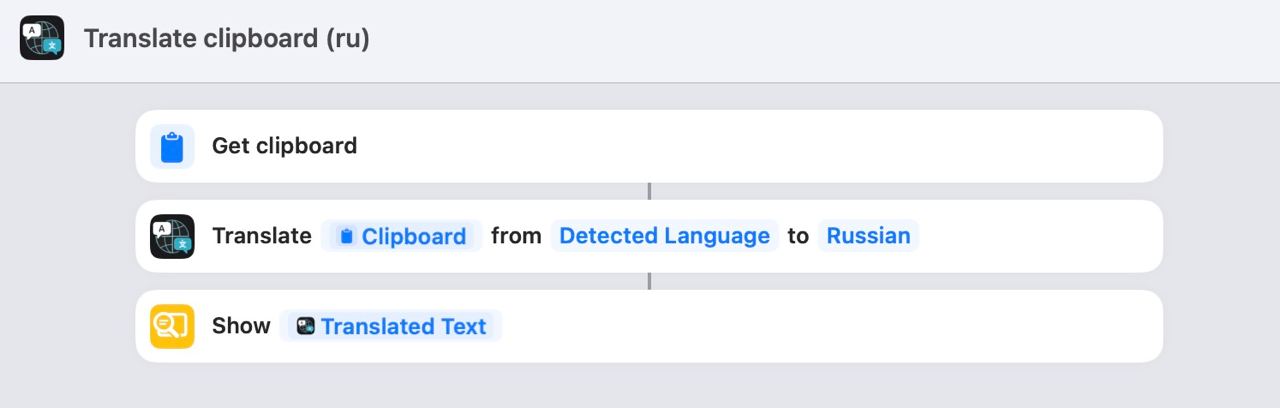 Translate clipboard (ru)
Get clipboard
Translate Clipboard from Detected Language to Russian
Show Translated Text